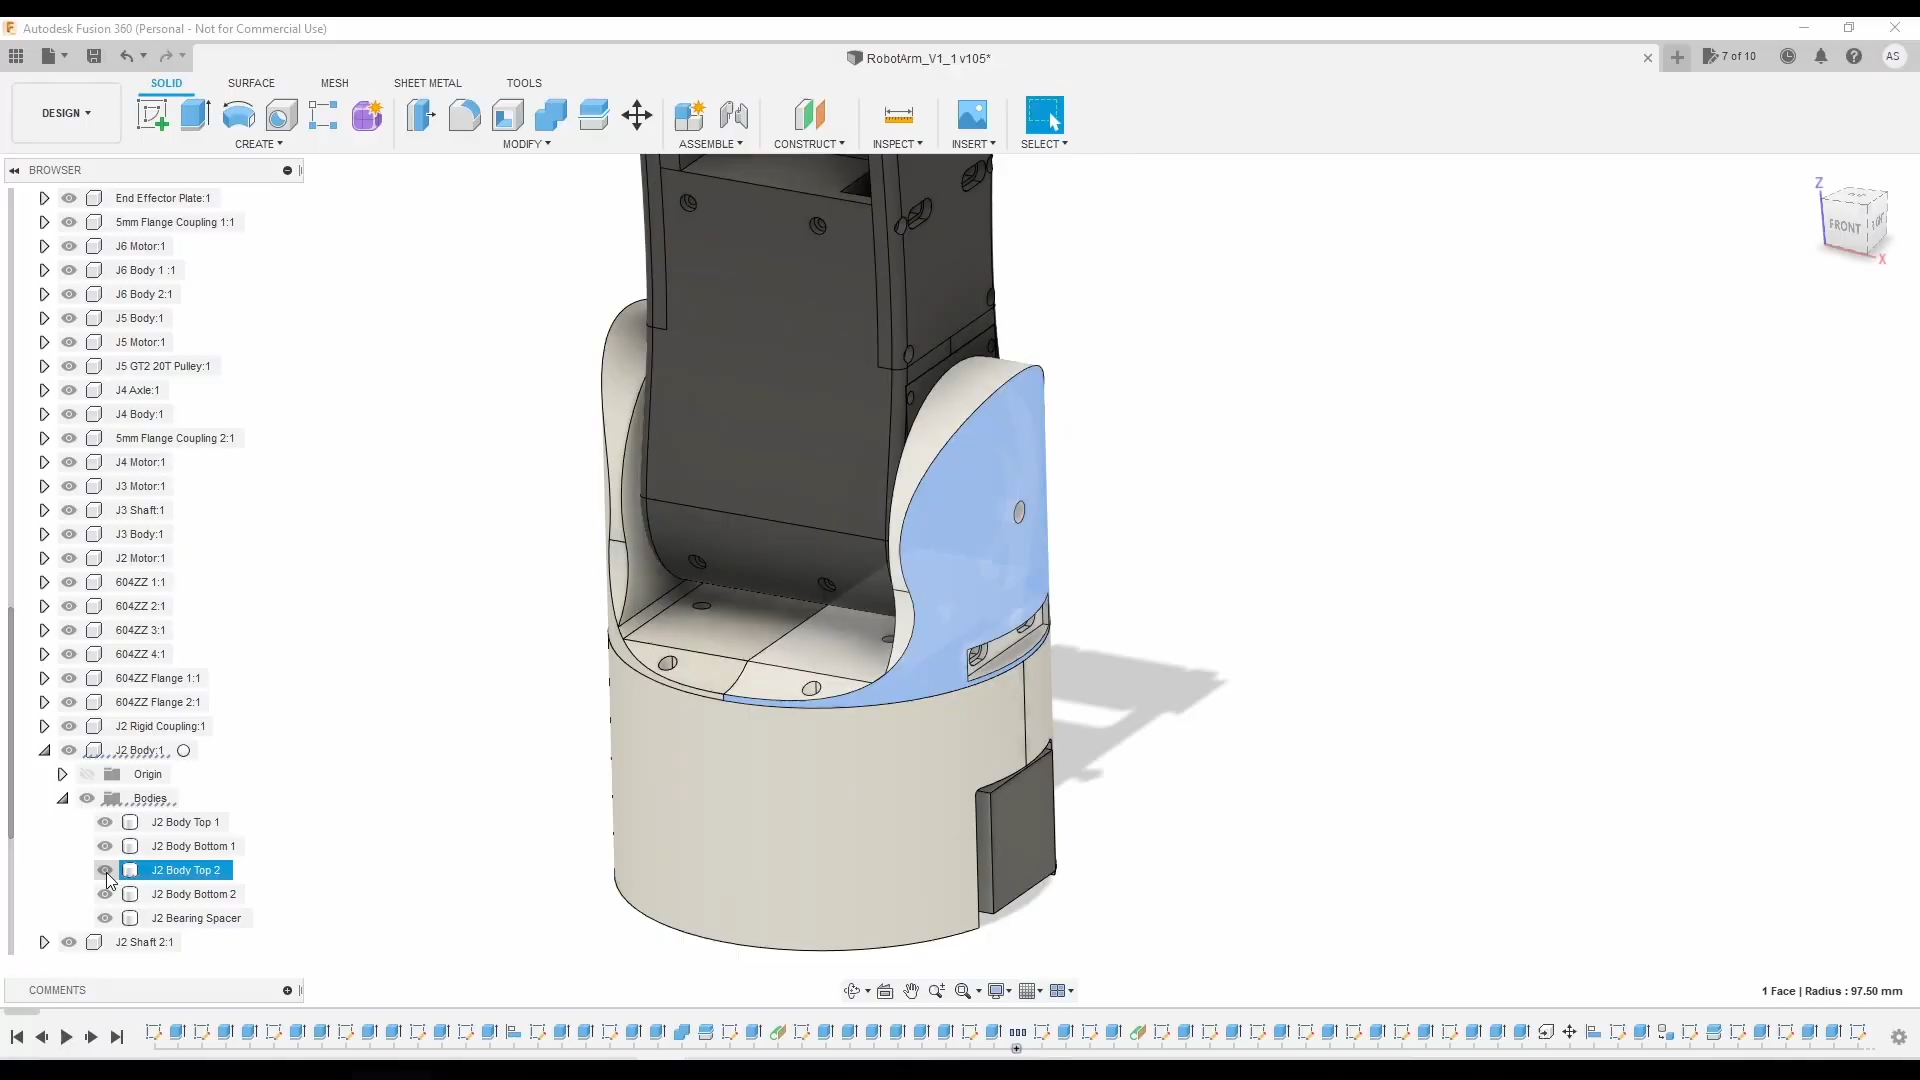 Autodesk Fusion 360 (Personal - Not for Commercial Use)
RobotArm_V1_1 v105*
7 of 10
AS
SOLID
SURFACE
MESH
SHEET METAL
TOOLS
DESIGN
CREATE
MODIFY
ASSEMBLE
CONSTRUCT
INSPECT
INSERT
SELECT
BROWSER
End Effector Plate:1
5mm Flange Coupling 1:1
J6 Motor:1
J6 Body 1 :1
J6 Body 2:1
J5 Body:1
J5 Motor:1
J5 GT2 20T Pulley:1
J4 Axle:1
J4 Body:1
5mm Flange Coupling 2:1
J4 Motor:1
J3 Motor:1
J3 Shaft:1
J3 Body:1
J2 Motor:1
604ZZ 1:1
604ZZ 2:1
604ZZ 3:1
604ZZ 4:1
604ZZ Flange 1:1
604ZZ Flange 2:1
J2 Rigid Coupling:1
J2 Body:1
Origin
Bodies
J2 Body Top 1
J2 Body Bottom 1
J2 Body Top 2
J2 Body Bottom 2
J2 Bearing Spacer
J2 Shaft 2:1
Z
FRONT
X
COMMENTS
1 Face | Radius : 97.50 mm